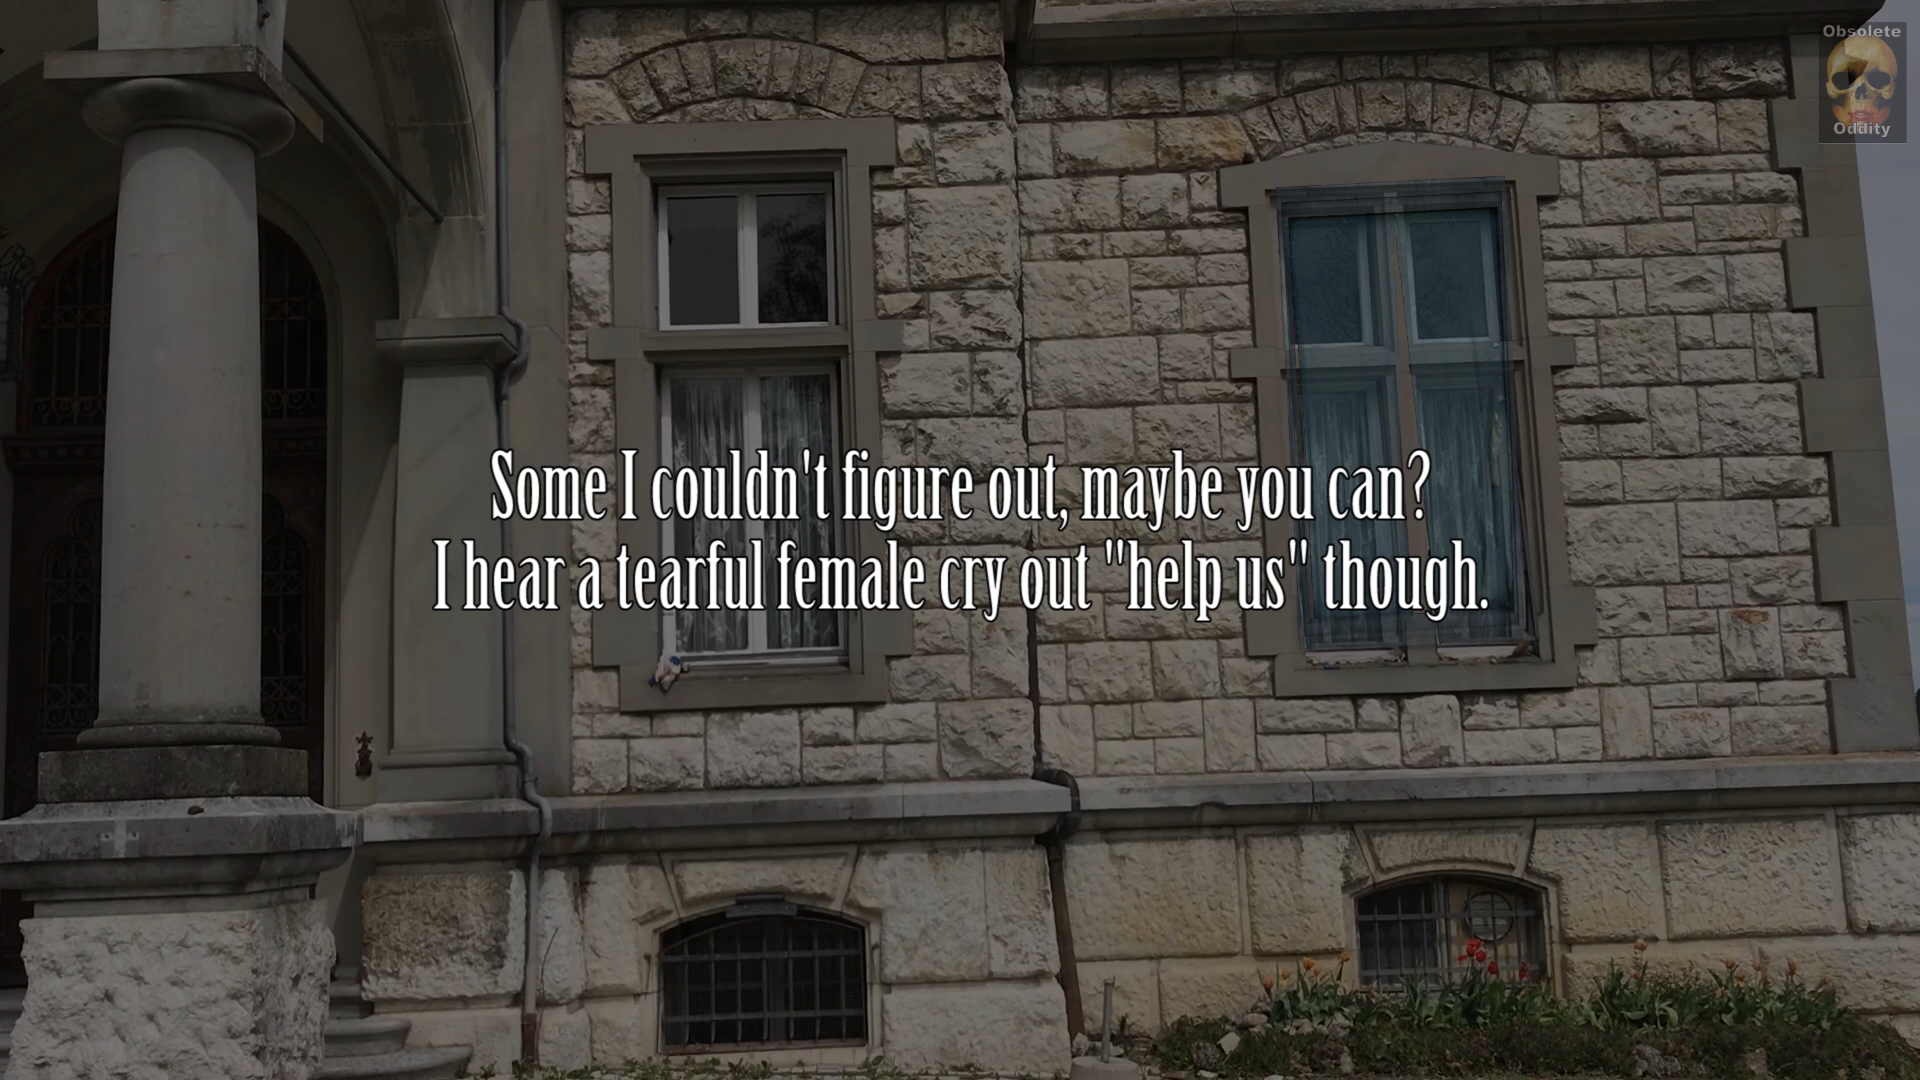 Obsolete
Oddity
Some I couldn't figure out, maybe you can?
I hear a tearful female cry out "help us" though.